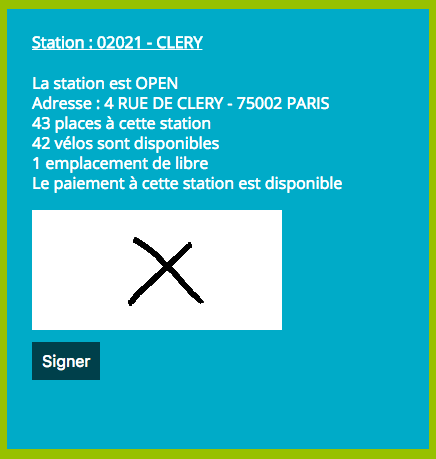 Station : 02021 - CLERY
La station est OPEN
Adresse : 4 RUE DE CLERY - 75002 PARIS
43 places à cette station
42 vélos sont disponibles
1 emplacement de libre
Le paiement à cette station est disponible
Signer